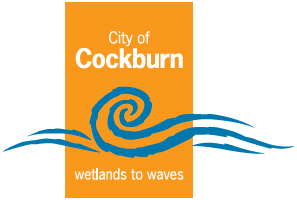 City of
Cockburn
wetlands to waves